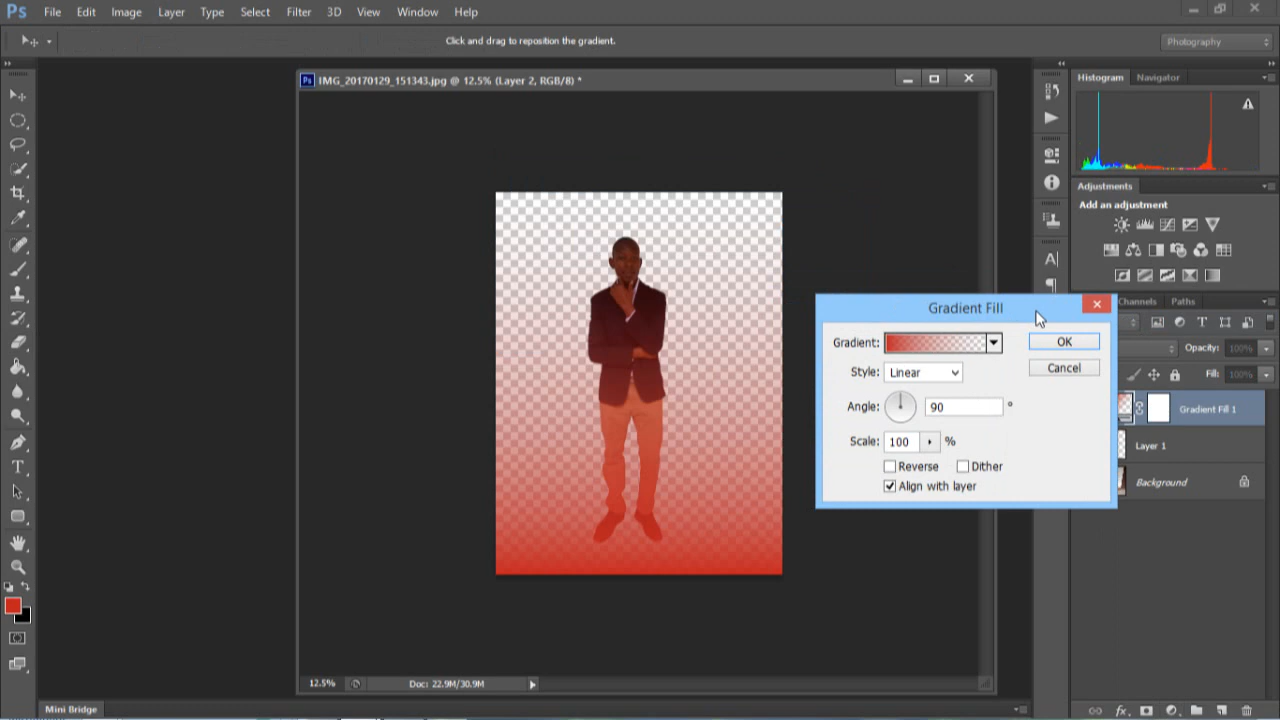 Ps File Edit Image Layer Type Select Filter 3D View Window Help
Click and drag to reposition the gradient.
Photography
Ps IMG_20170129_151343.jpg @ 12.5% (Layer 2, RGB/8) *
Histogram Navigator
Adjustments
Add an adjustment
A
Channels Paths
Gradient Fill
Gradient: OK
Style: Linear Cancel
Angle: 90 °
Scale: 100 %
Reverse Dither
Align with layer
T
Opacity: 100%
Fill: 100%
Gradient Fill 1
Layer 1
Background
T
12.5% Doc: 22.9M/30.9M
Mini Bridge
fx